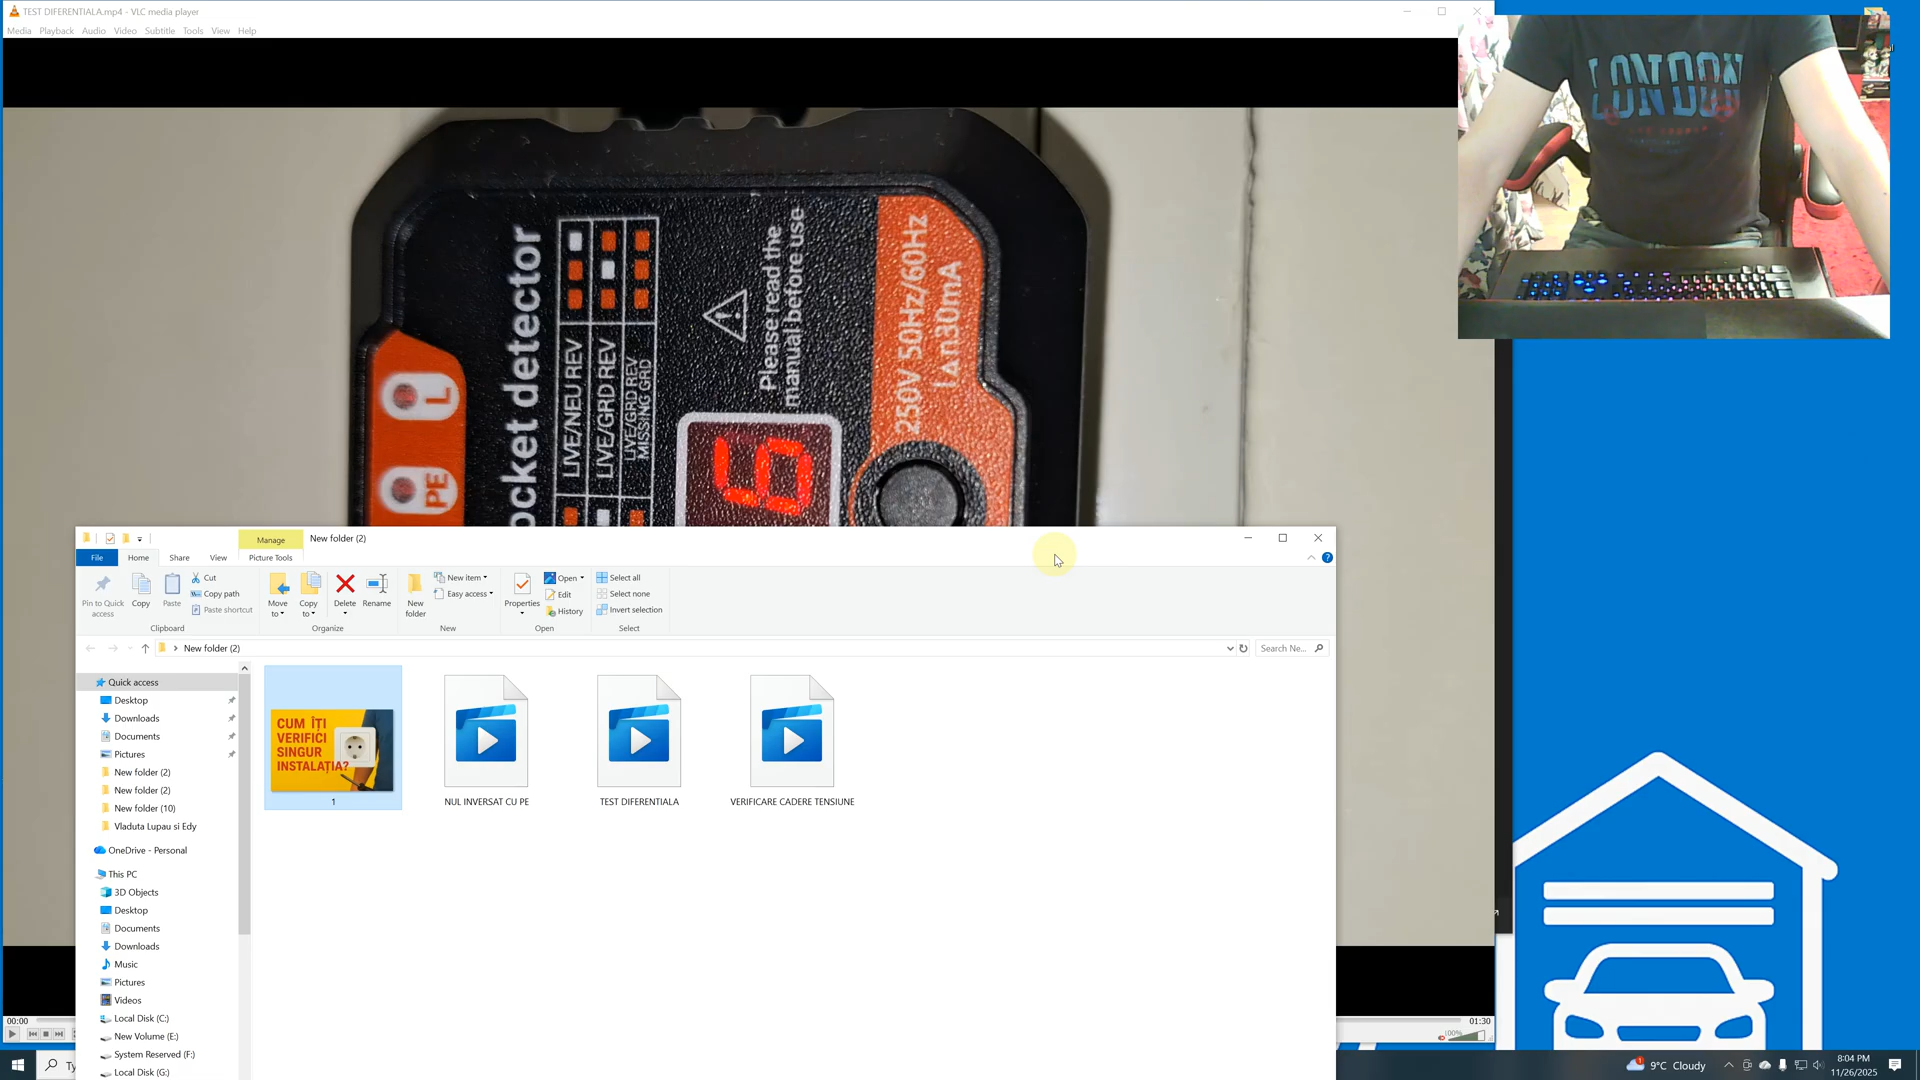 TEST DIFERENTIALA.mp4 - VLC media player
Media Playback Audio Video Subtitle Tools View Help
LONDON
ocket detector
LIVE/NEU REV
LIVE/GRD REV
LIVE/GRD REV
MISSING GRD
Please read the
manual before use
250V 50Hz/60Hz
I△n30mA
L
PE
Manage
New folder (2)
File Home Share View Picture Tools
Pin to Quick
access
Copy
Paste
Cut
Copy path
Paste shortcut
Move
to
Copy
to
Delete
Rename
New
folder
New item
Easy access
Properties
Open
Edit
History
Select all
Select none
Invert selection
Clipboard Organize New Open Select
New folder (2)
Search Ne...
Quick access
Desktop
Downloads
Documents
Pictures
New folder (2)
New folder (2)
New folder (10)
Vladuta Lupau si Edy
OneDrive - Personal
This PC
3D Objects
Desktop
Documents
Downloads
Music
Pictures
Videos
Local Disk (C:)
New Volume (E:)
System Reserved (F:)
Local Disk (G:)
CUM ÎȚI
VERIFICI
SINGUR
INSTALAȚIA?
1
NUL INVERSAT CU PE
TEST DIFERENTIALA
VERIFICARE CADERE TENSIUNE
00:00
01:30
100%
Ty
1
9°C Cloudy
8:04 PM
11/26/2025